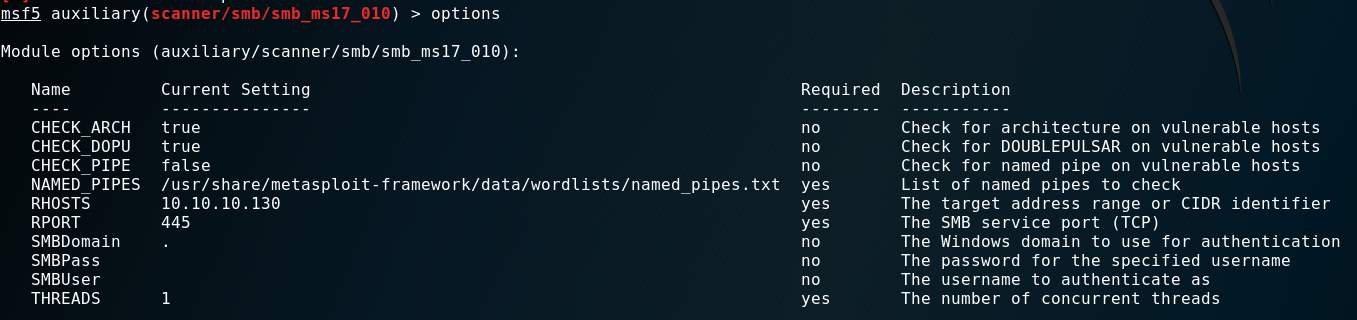 msf5 auxiliary(scanner/smb/smb_ms17_010) > options
Module options (auxiliary/scanner/smb/smb_ms17_010):
Name Current Setting Required Description
---- --------------- -------- -----------
CHECK_ARCH true no Check for architecture on vulnerable hosts
CHECK_DOPU true no Check for DOUBLEPULSAR on vulnerable hosts
CHECK_PIPE false no Check for named pipe on vulnerable hosts
NAMED_PIPES /usr/share/metasploit-framework/data/wordlists/named_pipes.txt yes List of named pipes to check
RHOSTS 10.10.10.130 yes The target address range or CIDR identifier
RPORT 445 yes The SMB service port (TCP)
SMBDomain . no The Windows domain to use for authentication
SMBPass no The password for the specified username
SMBUser no The username to authenticate as
THREADS 1 yes The number of concurrent threads